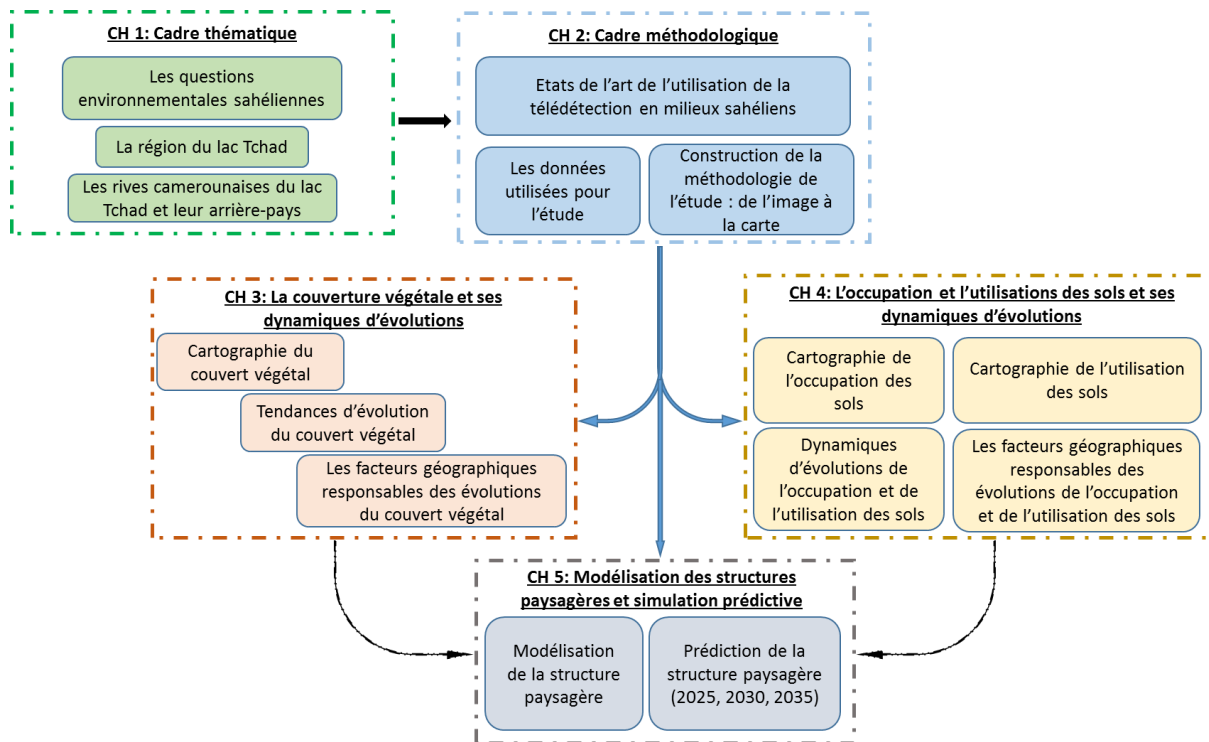 CH 1: Cadre thématique
Les questions
environnementales sahéliennes
La région du lac Tchad
Les rives camerounaises du lac
Tchad et leur arrière-pays
CH 2: Cadre méthodologique
Etats de l'art de l'utilisation de la
télédétection en milieux sahéliens
Les données
utilisées pour
l'étude
Construction de la
méthodologie de
l'étude : de l'image à
la carte
CH 3: La couverture végétale et ses
dynamiques d'évolutions
Cartographie du
couvert végétal
Tendances d'évolution
du couvert végétal
Les facteurs géographiques
responsables des évolutions
du couvert végétal
CH 4: L'occupation et l'utilisations des sols et ses
dynamiques d'évolutions
Cartographie de
l'occupation des
sols
Cartographie de l'utilisation
des sols
Dynamiques
d'évolutions de
l'occupation et de
l'utilisation des sols
Les facteurs géographiques
responsables des
évolutions de l'occupation
et de l'utilisation des sols
CH 5: Modélisation des structures
paysagères et simulation prédictive
Modélisation
de la structure
paysagère
Prédiction de la
structure paysagère
(2025, 2030, 2035)